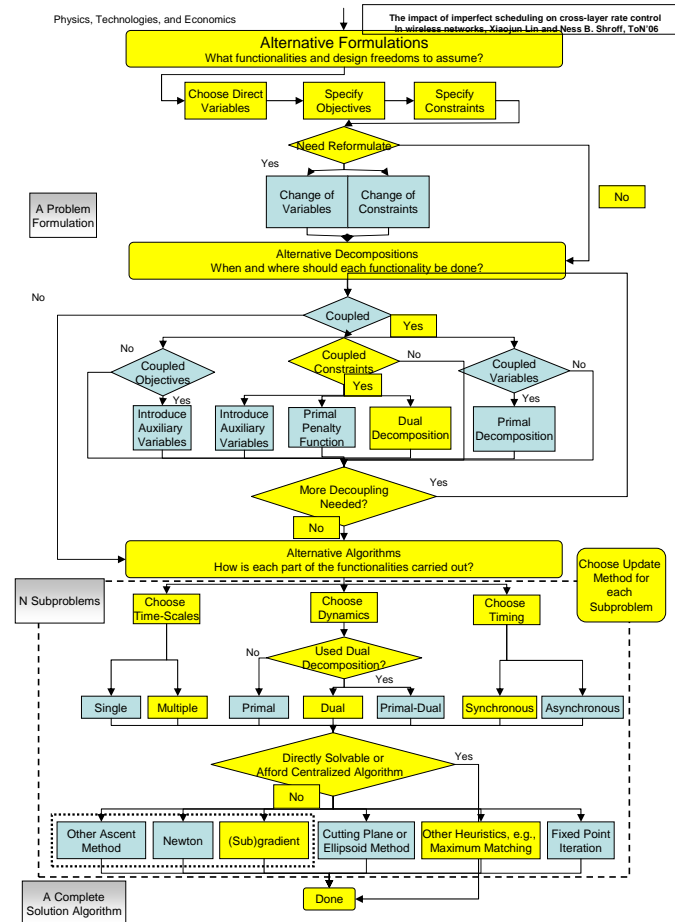 Physics, Technologies, and Economics
The impact of imperfect scheduling on cross-layer rate control
In wireless networks, Xiaojun Lin and Ness B. Shroff, ToN'06
Alternative Formulations
What functionalities and design freedoms to assume?
Choose Direct
Variables
Specify
Objectives
Specify
Constraints
Need Reformulate
Yes
No
Change of
Variables
Change of
Constraints
A Problem
Formulation
Alternative Decompositions
When and where should each functionality be done?
No
Coupled
Yes
No
Coupled
Objectives
Yes
Coupled
Constraints
No
Yes
Coupled
Variables
No
Yes
Introduce
Auxiliary
Variables
Introduce
Auxiliary
Variables
Primal
Penalty
Function
Dual
Decomposition
Primal
Decomposition
More Decoupling
Needed?
Yes
No
Alternative Algorithms
How is each part of the functionalities carried out?
Choose Update
Method for
each
Subproblem
N Subproblems
Choose
Time-Scales
Choose
Dynamics
Choose
Timing
No
Used Dual
Decomposition?
Yes
Single
Multiple
Primal
Dual
Primal-Dual
Synchronous
Asynchronous
Directly Solvable or
Afford Centralized Algorithm
Yes
No
Other Ascent
Method
Newton
(Sub)gradient
Cutting Plane or
Ellipsoid Method
Other Heuristics, e.g.,
Maximum Matching
Fixed Point
Iteration
A Complete
Solution Algorithm
Done